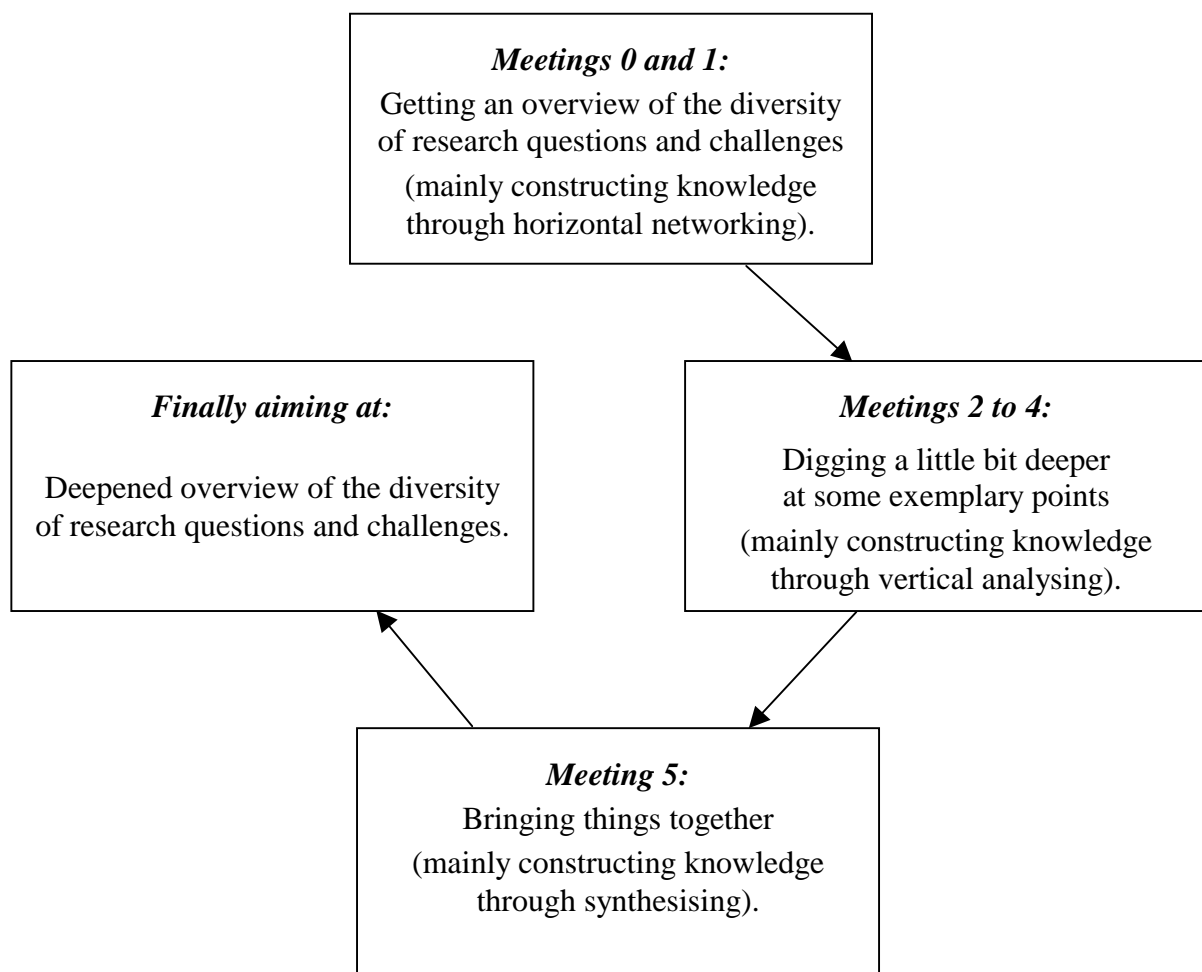 Meetings 0 and 1:
Getting an overview of the diversity
of research questions and challenges
(mainly constructing knowledge
through horizontal networking).
Finally aiming at:
Deepened overview of the diversity
of research questions and challenges.
Meetings 2 to 4:
Digging a little bit deeper
at some exemplary points
(mainly constructing knowledge
through vertical analysing).
Meeting 5:
Bringing things together
(mainly constructing knowledge
through synthesising).